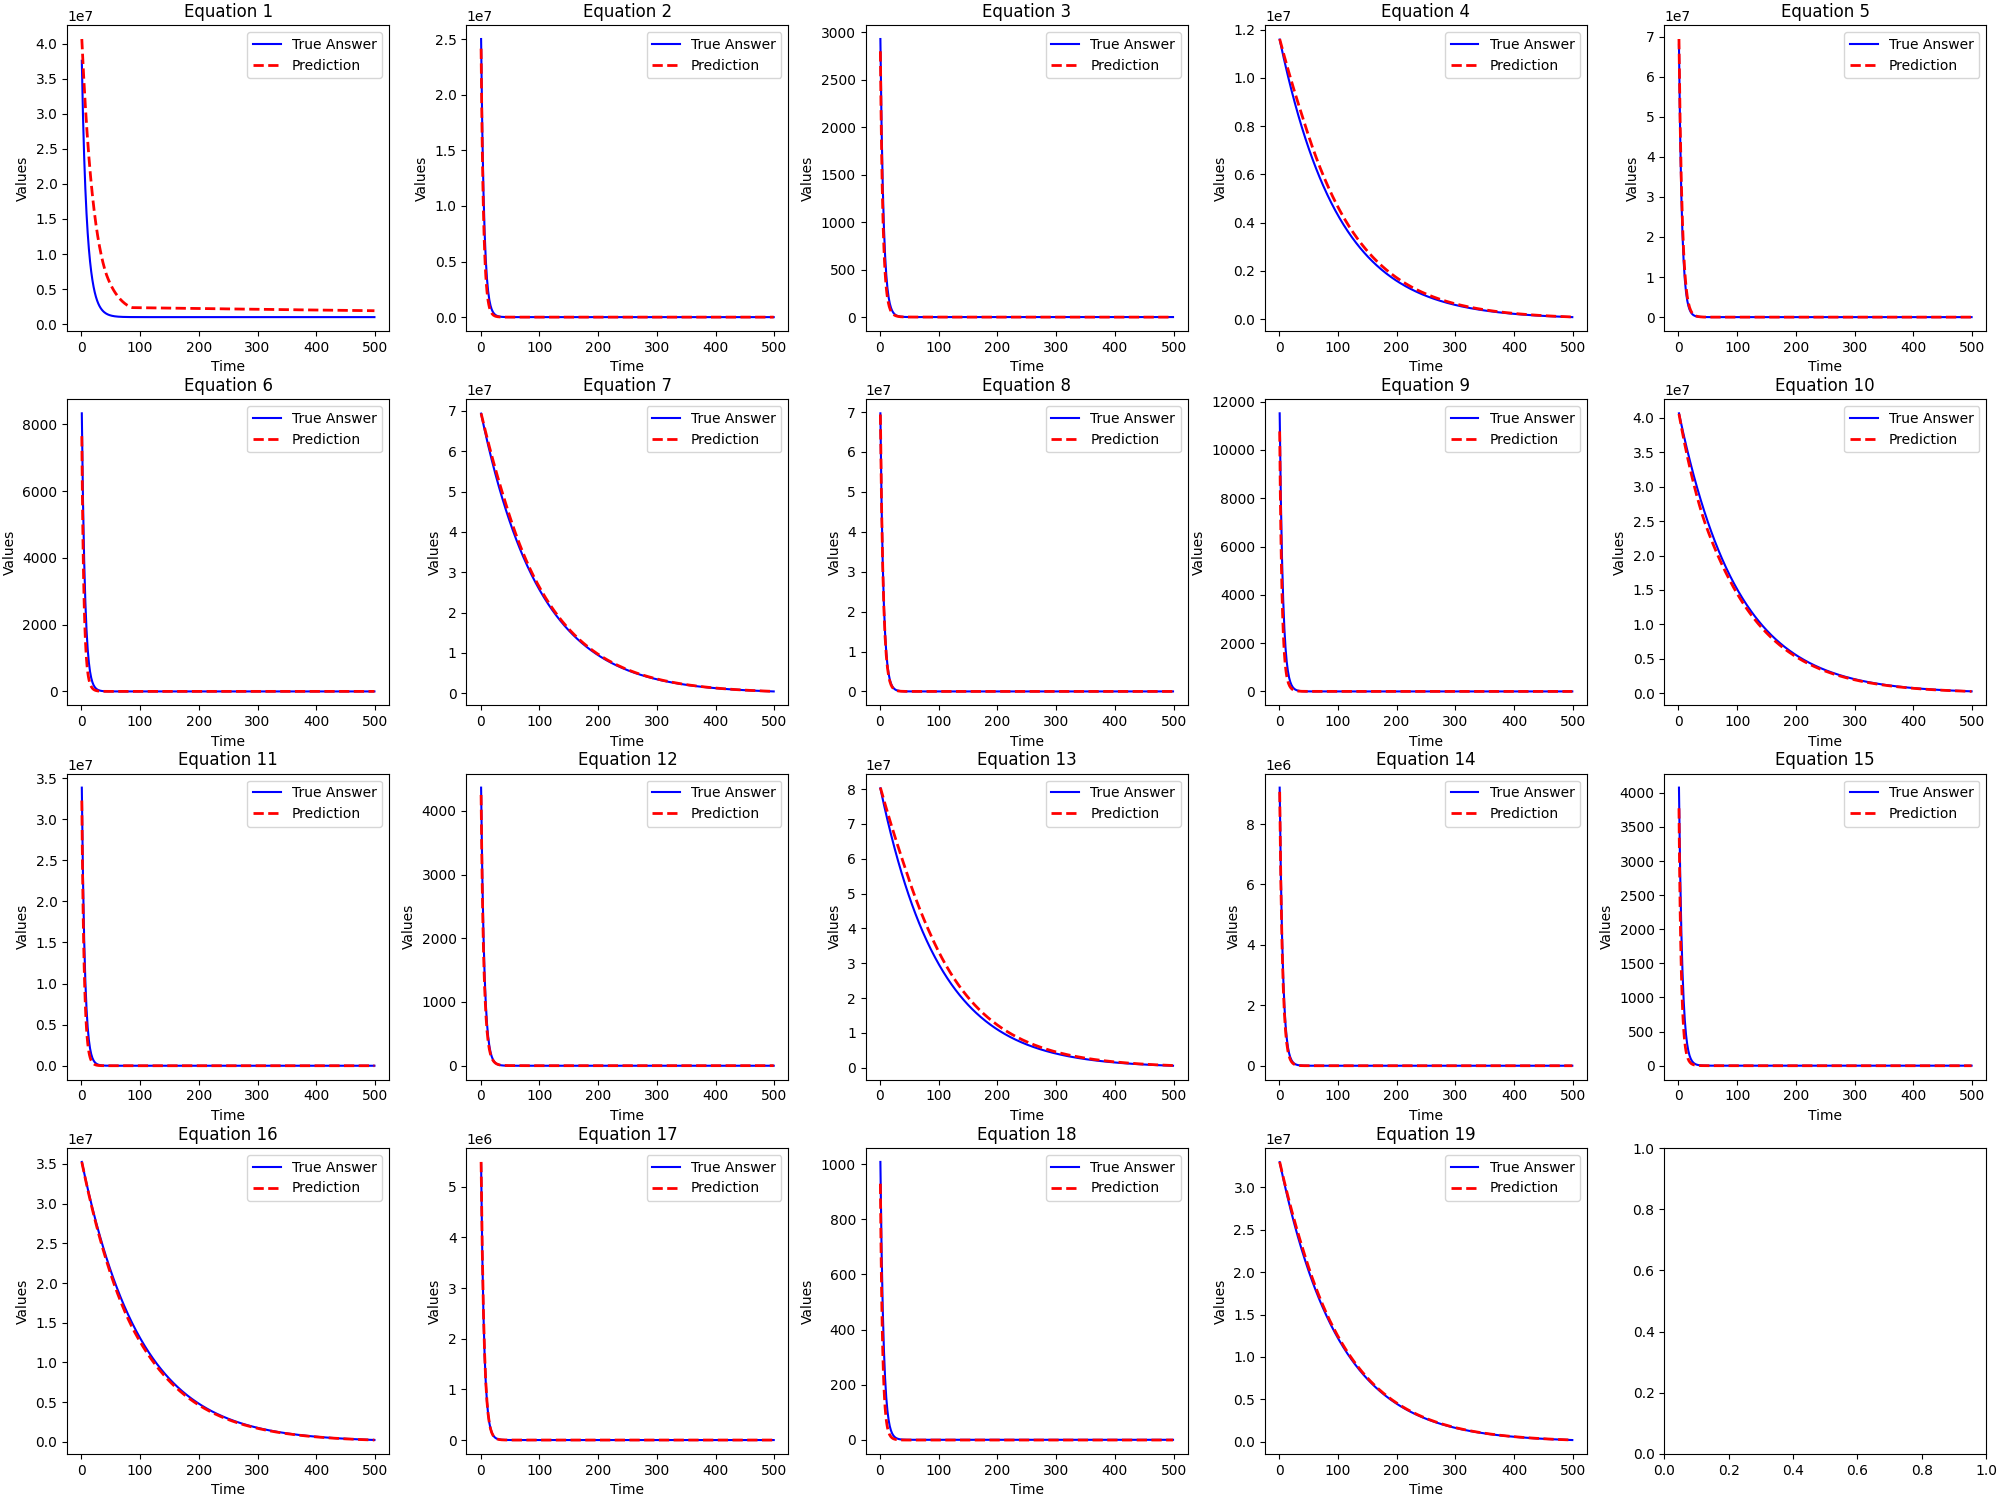 Equation 1
1e7
True Answer
Prediction
4.0
3.5
3.0
2.5
2.0
1.5
1.0
0.5
0.0
Values
0 100 200 300 400 500
Time
Equation 2
1e7
True Answer
Prediction
2.5
2.0
1.5
1.0
0.5
0.0
Values
0 100 200 300 400 500
Time
Equation 3
True Answer
Prediction
3000
2500
2000
1500
1000
500
0
Values
0 100 200 300 400 500
Time
Equation 4
1e7
True Answer
Prediction
1.2
1.0
0.8
0.6
0.4
0.2
0.0
Values
0 100 200 300 400 500
Time
Equation 5
1e7
True Answer
Prediction
7
6
5
4
3
2
1
0
Values
0 100 200 300 400 500
Time
Equation 6
True Answer
Prediction
8000
6000
4000
2000
0
Values
0 100 200 300 400 500
Time
Equation 7
1e7
True Answer
Prediction
7
6
5
4
3
2
1
0
Values
0 100 200 300 400 500
Time
Equation 8
1e7
True Answer
Prediction
7
6
5
4
3
2
1
0
Values
0 100 200 300 400 500
Time
Equation 9
True Answer
Prediction
12000
10000
8000
6000
4000
2000
0
Values
0 100 200 300 400 500
Time
Equation 10
1e7
True Answer
Prediction
4.0
3.5
3.0
2.5
2.0
1.5
1.0
0.5
0.0
Values
0 100 200 300 400 500
Time
Equation 11
1e7
True Answer
Prediction
3.5
3.0
2.5
2.0
1.5
1.0
0.5
0.0
Values
0 100 200 300 400 500
Time
Equation 12
True Answer
Prediction
4000
3000
2000
1000
0
Values
0 100 200 300 400 500
Time
Equation 13
1e7
True Answer
Prediction
8
7
6
5
4
3
2
1
0
Values
0 100 200 300 400 500
Time
Equation 14
1e6
True Answer
Prediction
8
6
4
2
0
Values
0 100 200 300 400 500
Time
Equation 15
True Answer
Prediction
4000
3500
3000
2500
2000
1500
1000
500
0
Values
0 100 200 300 400 500
Time
Equation 16
1e7
True Answer
Prediction
3.5
3.0
2.5
2.0
1.5
1.0
0.5
0.0
Values
0 100 200 300 400 500
Time
Equation 17
1e6
True Answer
Prediction
5
4
3
2
1
0
Values
0 100 200 300 400 500
Time
Equation 18
True Answer
Prediction
1000
800
600
400
200
0
Values
0 100 200 300 400 500
Time
Equation 19
1e7
True Answer
Prediction
3.0
2.5
2.0
1.5
1.0
0.5
0.0
Values
0 100 200 300 400 500
Time
1.0
0.8
0.6
0.4
0.2
0.0
0.0 0.2 0.4 0.6 0.8 1.0